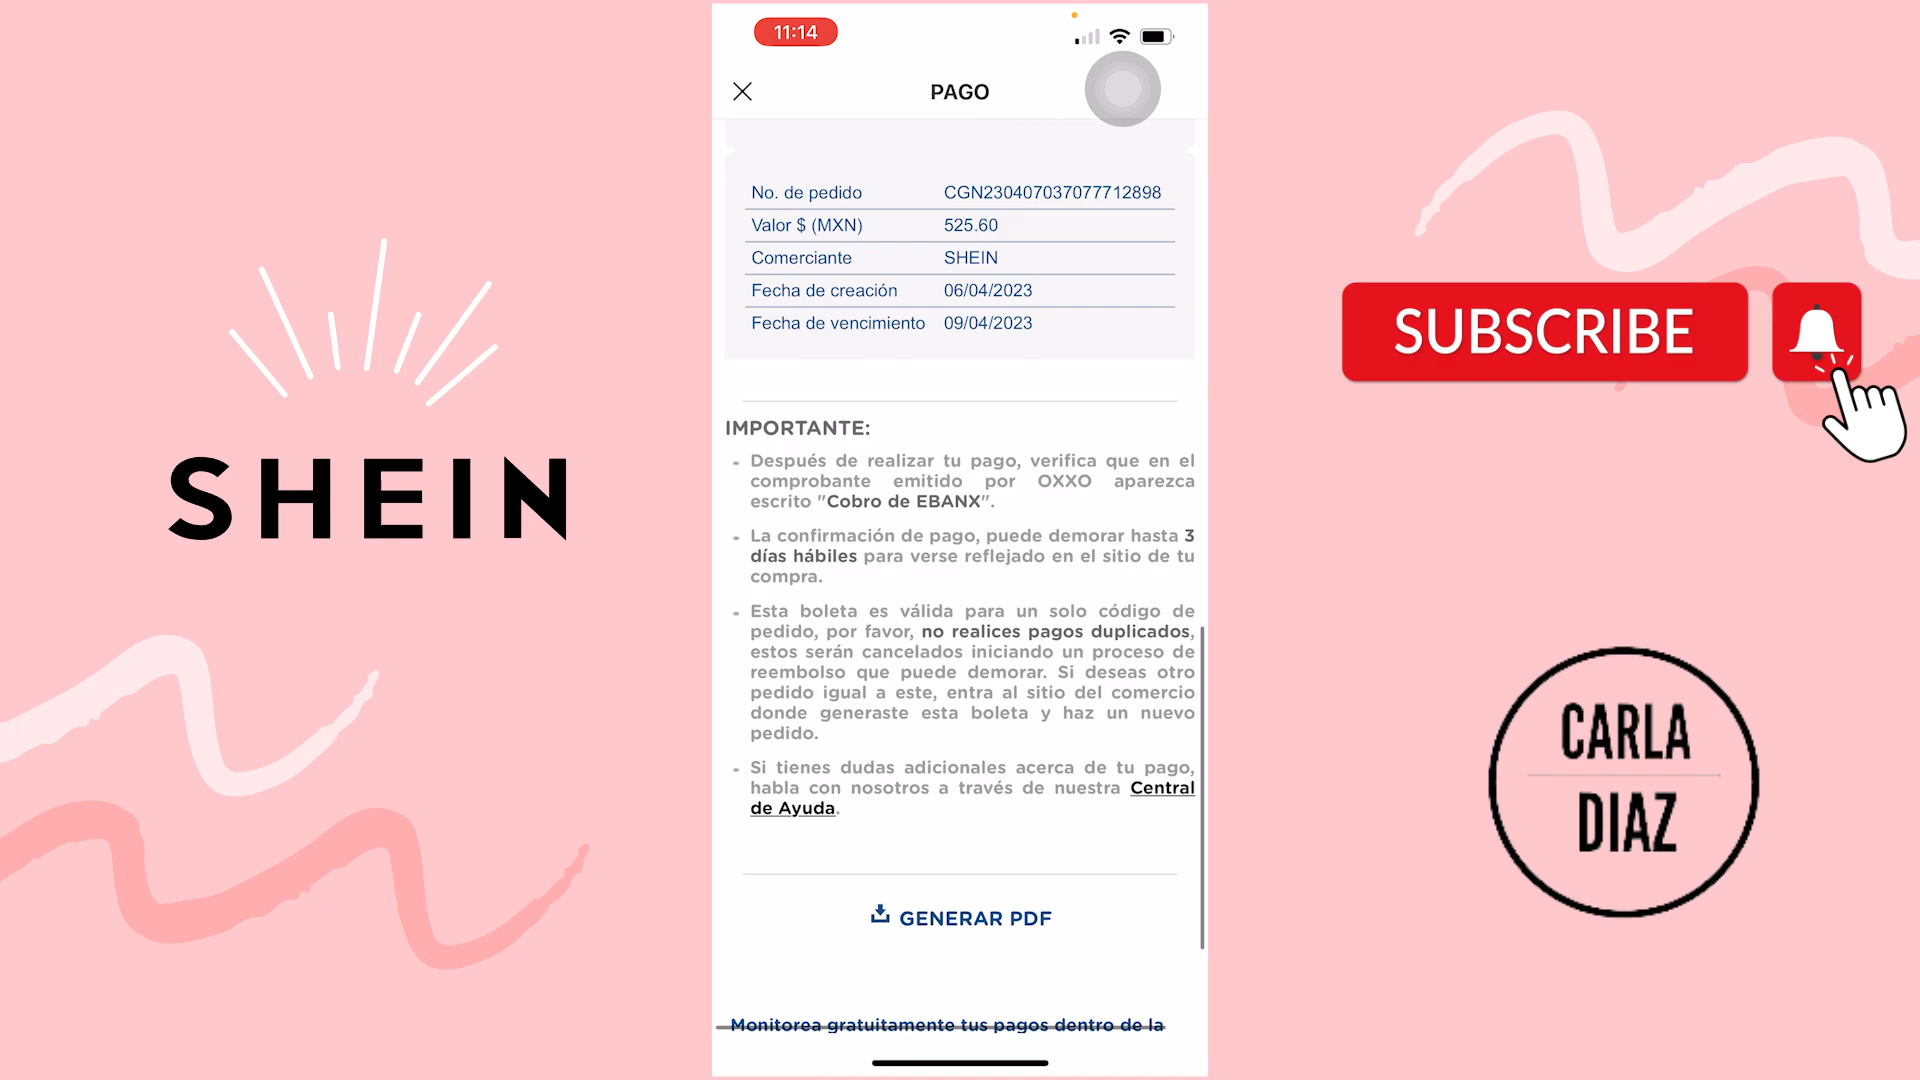 11:14
PAGO
No. de pedido CGN230407037077712898
Valor $ (MXN) 525.60
Comerciante SHEIN
Fecha de creación 06/04/2023
Fecha de vencimiento 09/04/2023
IMPORTANTE:
- Después de realizar tu pago, verifica que en el
comprobante emitido por OXXO aparezca
escrito "Cobro de EBANX".
- La confirmación de pago, puede demorar hasta 3
días hábiles para verse reflejado en el sitio de tu
compra.
- Esta boleta es válida para un solo código de
pedido, por favor, no realices pagos duplicados,
estos serán cancelados iniciando un proceso de
reembolso que puede demorar. Si deseas otro
pedido igual a este, entra al sitio del comercio
donde generaste esta boleta y haz un nuevo
pedido.
- Si tienes dudas adicionales acerca de tu pago,
habla con nosotros a través de nuestra Central
de Ayuda.
GENERAR PDF
Monitorea gratuitamente tus pagos dentro de la
SHEIN
SUBSCRIBE
CARLA
DIAZ